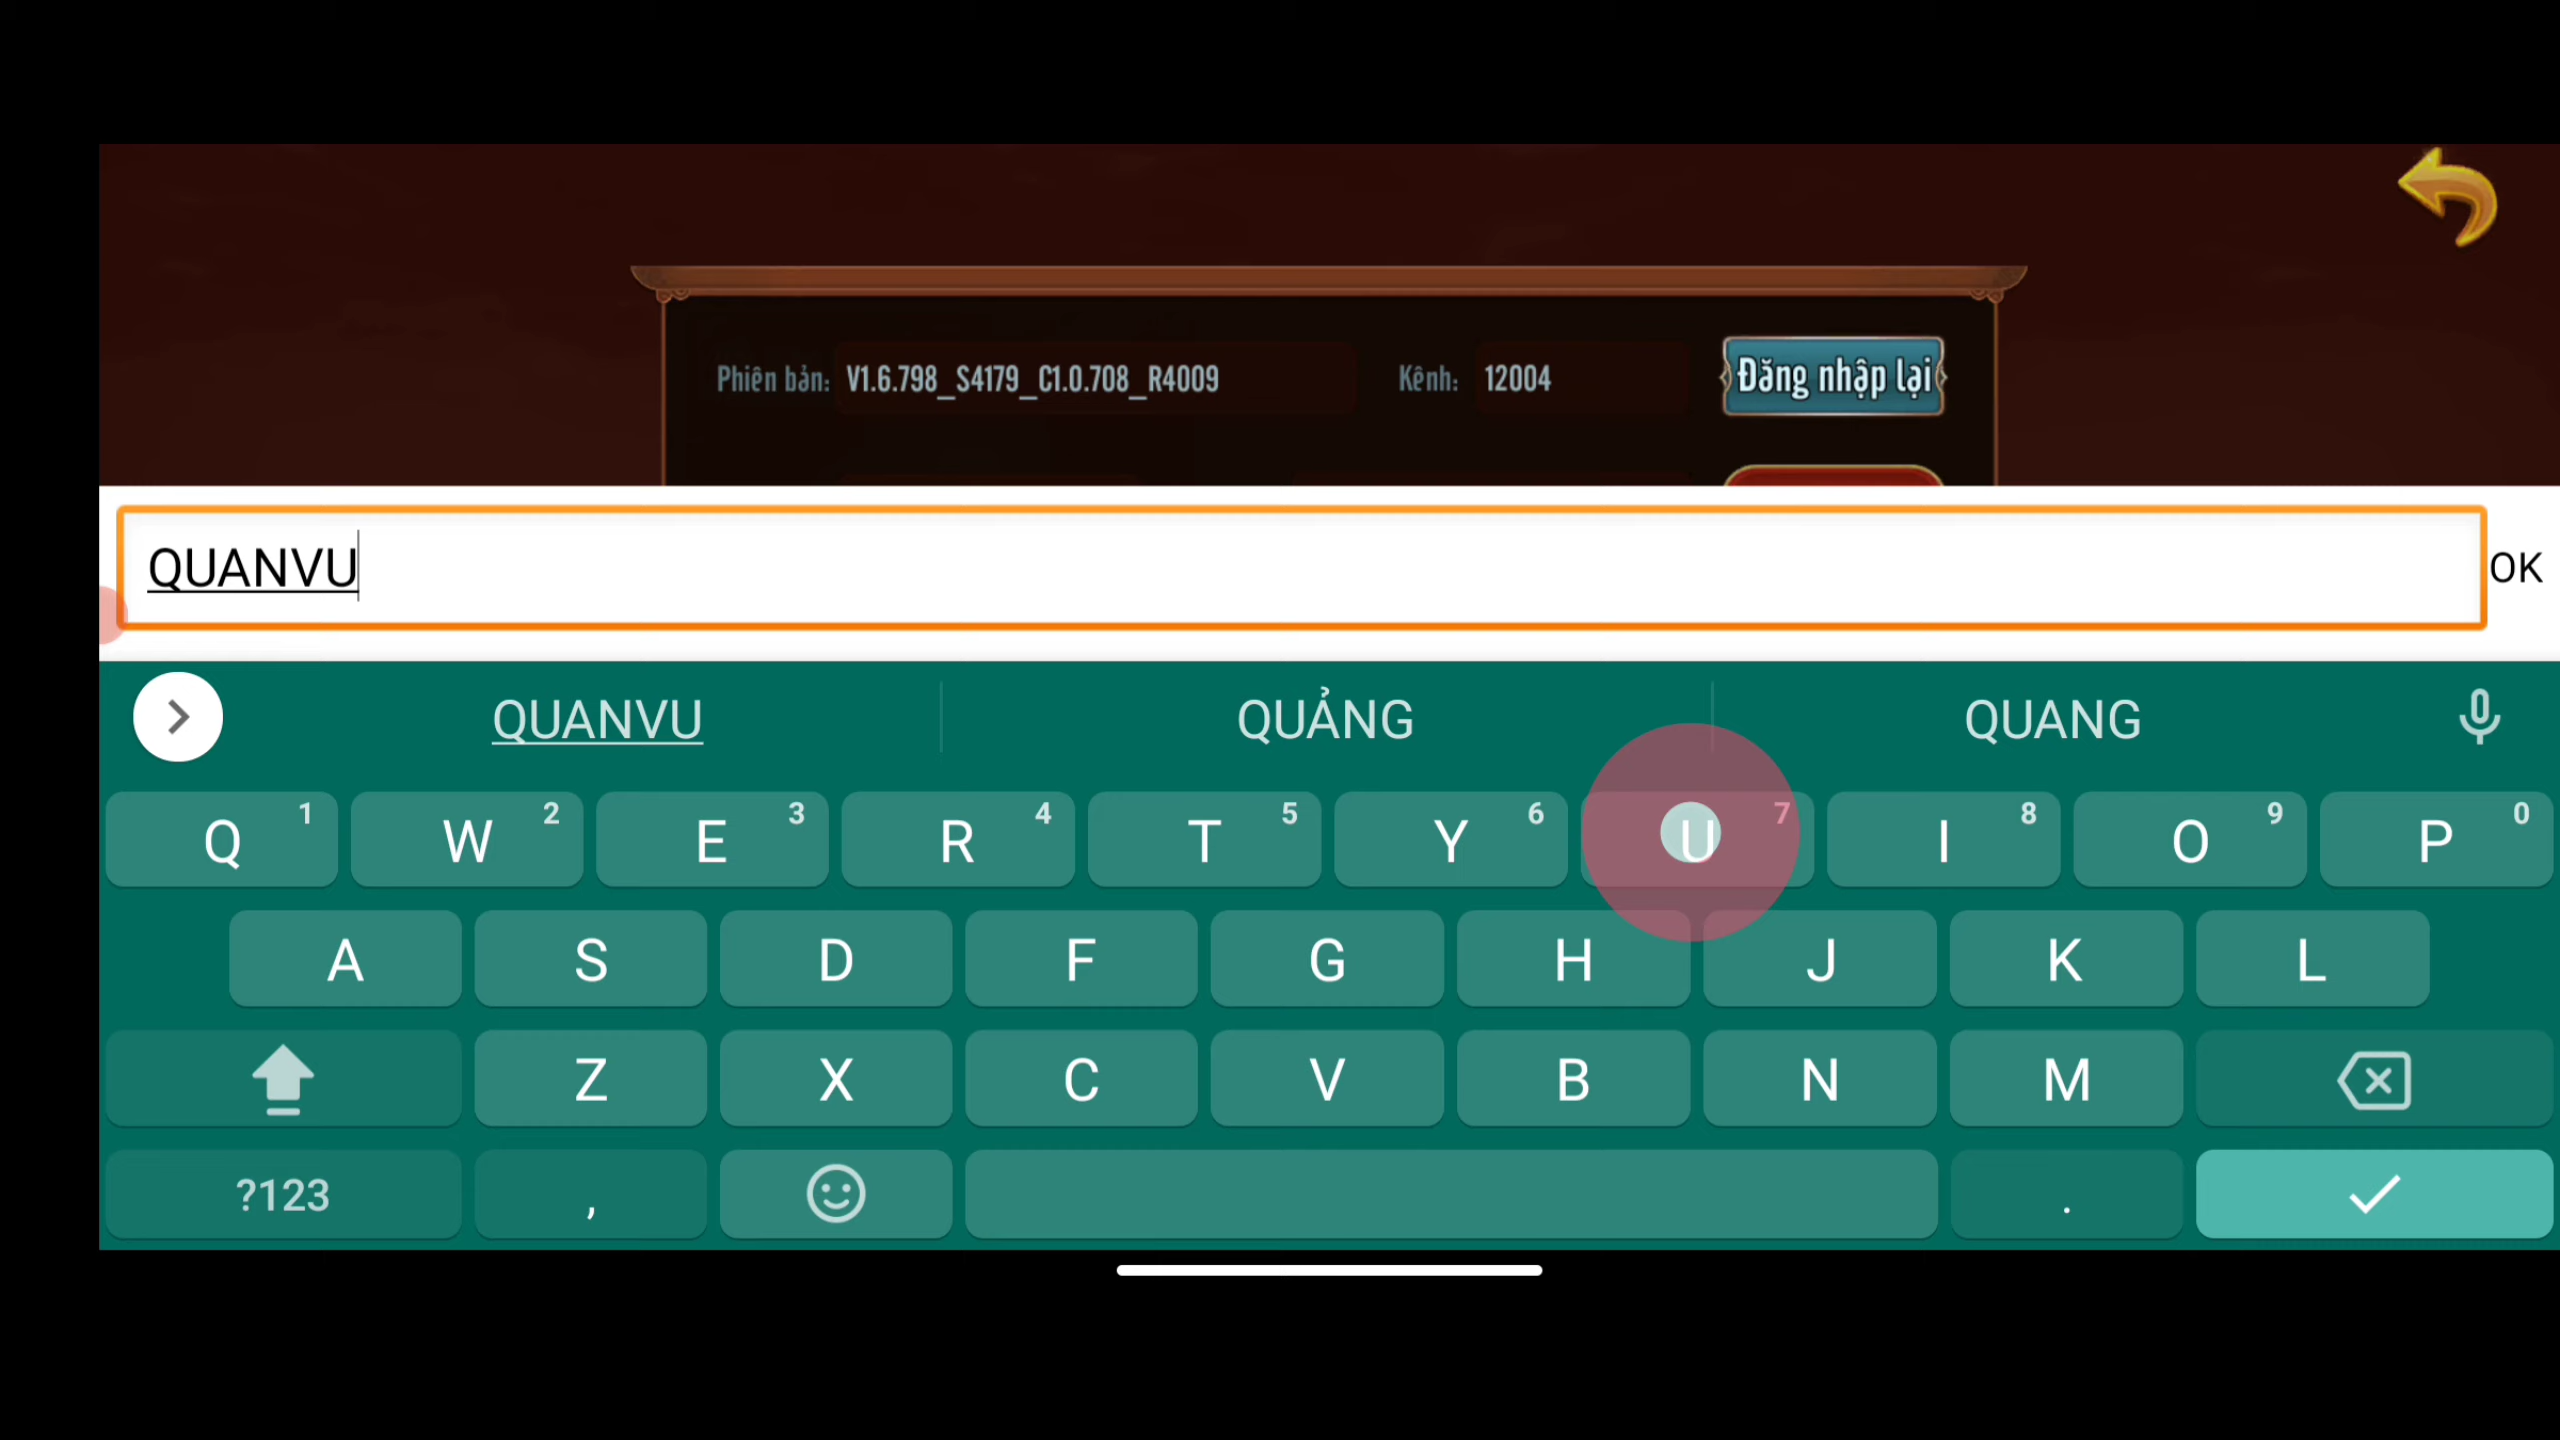 Phiên bản: V1.6.798_S4179_C1.0.708_R4009 Kênh: 12004 Đăng nhập lại
QUANVU OK
QUANVU QUẢNG QUANG
Q 1 W 2 E 3 R 4 T 5 Y 6 U 7 I 8 O 9 P 0
A S D F G H J K L
Z X C V B N M
?123 , .